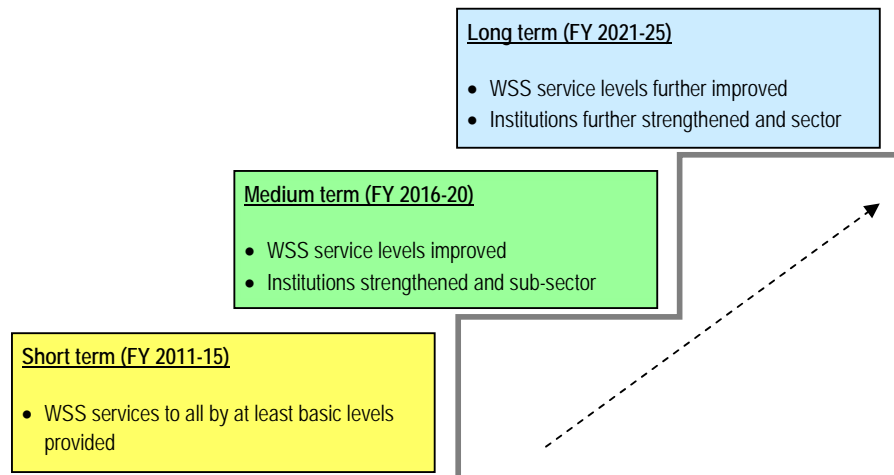 Long term (FY 2021-25)
• WSS service levels further improved
• Institutions further strengthened and sector
Medium term (FY 2016-20)
• WSS service levels improved
• Institutions strengthened and sub-sector
Short term (FY 2011-15)
• WSS services to all by at least basic levels
provided